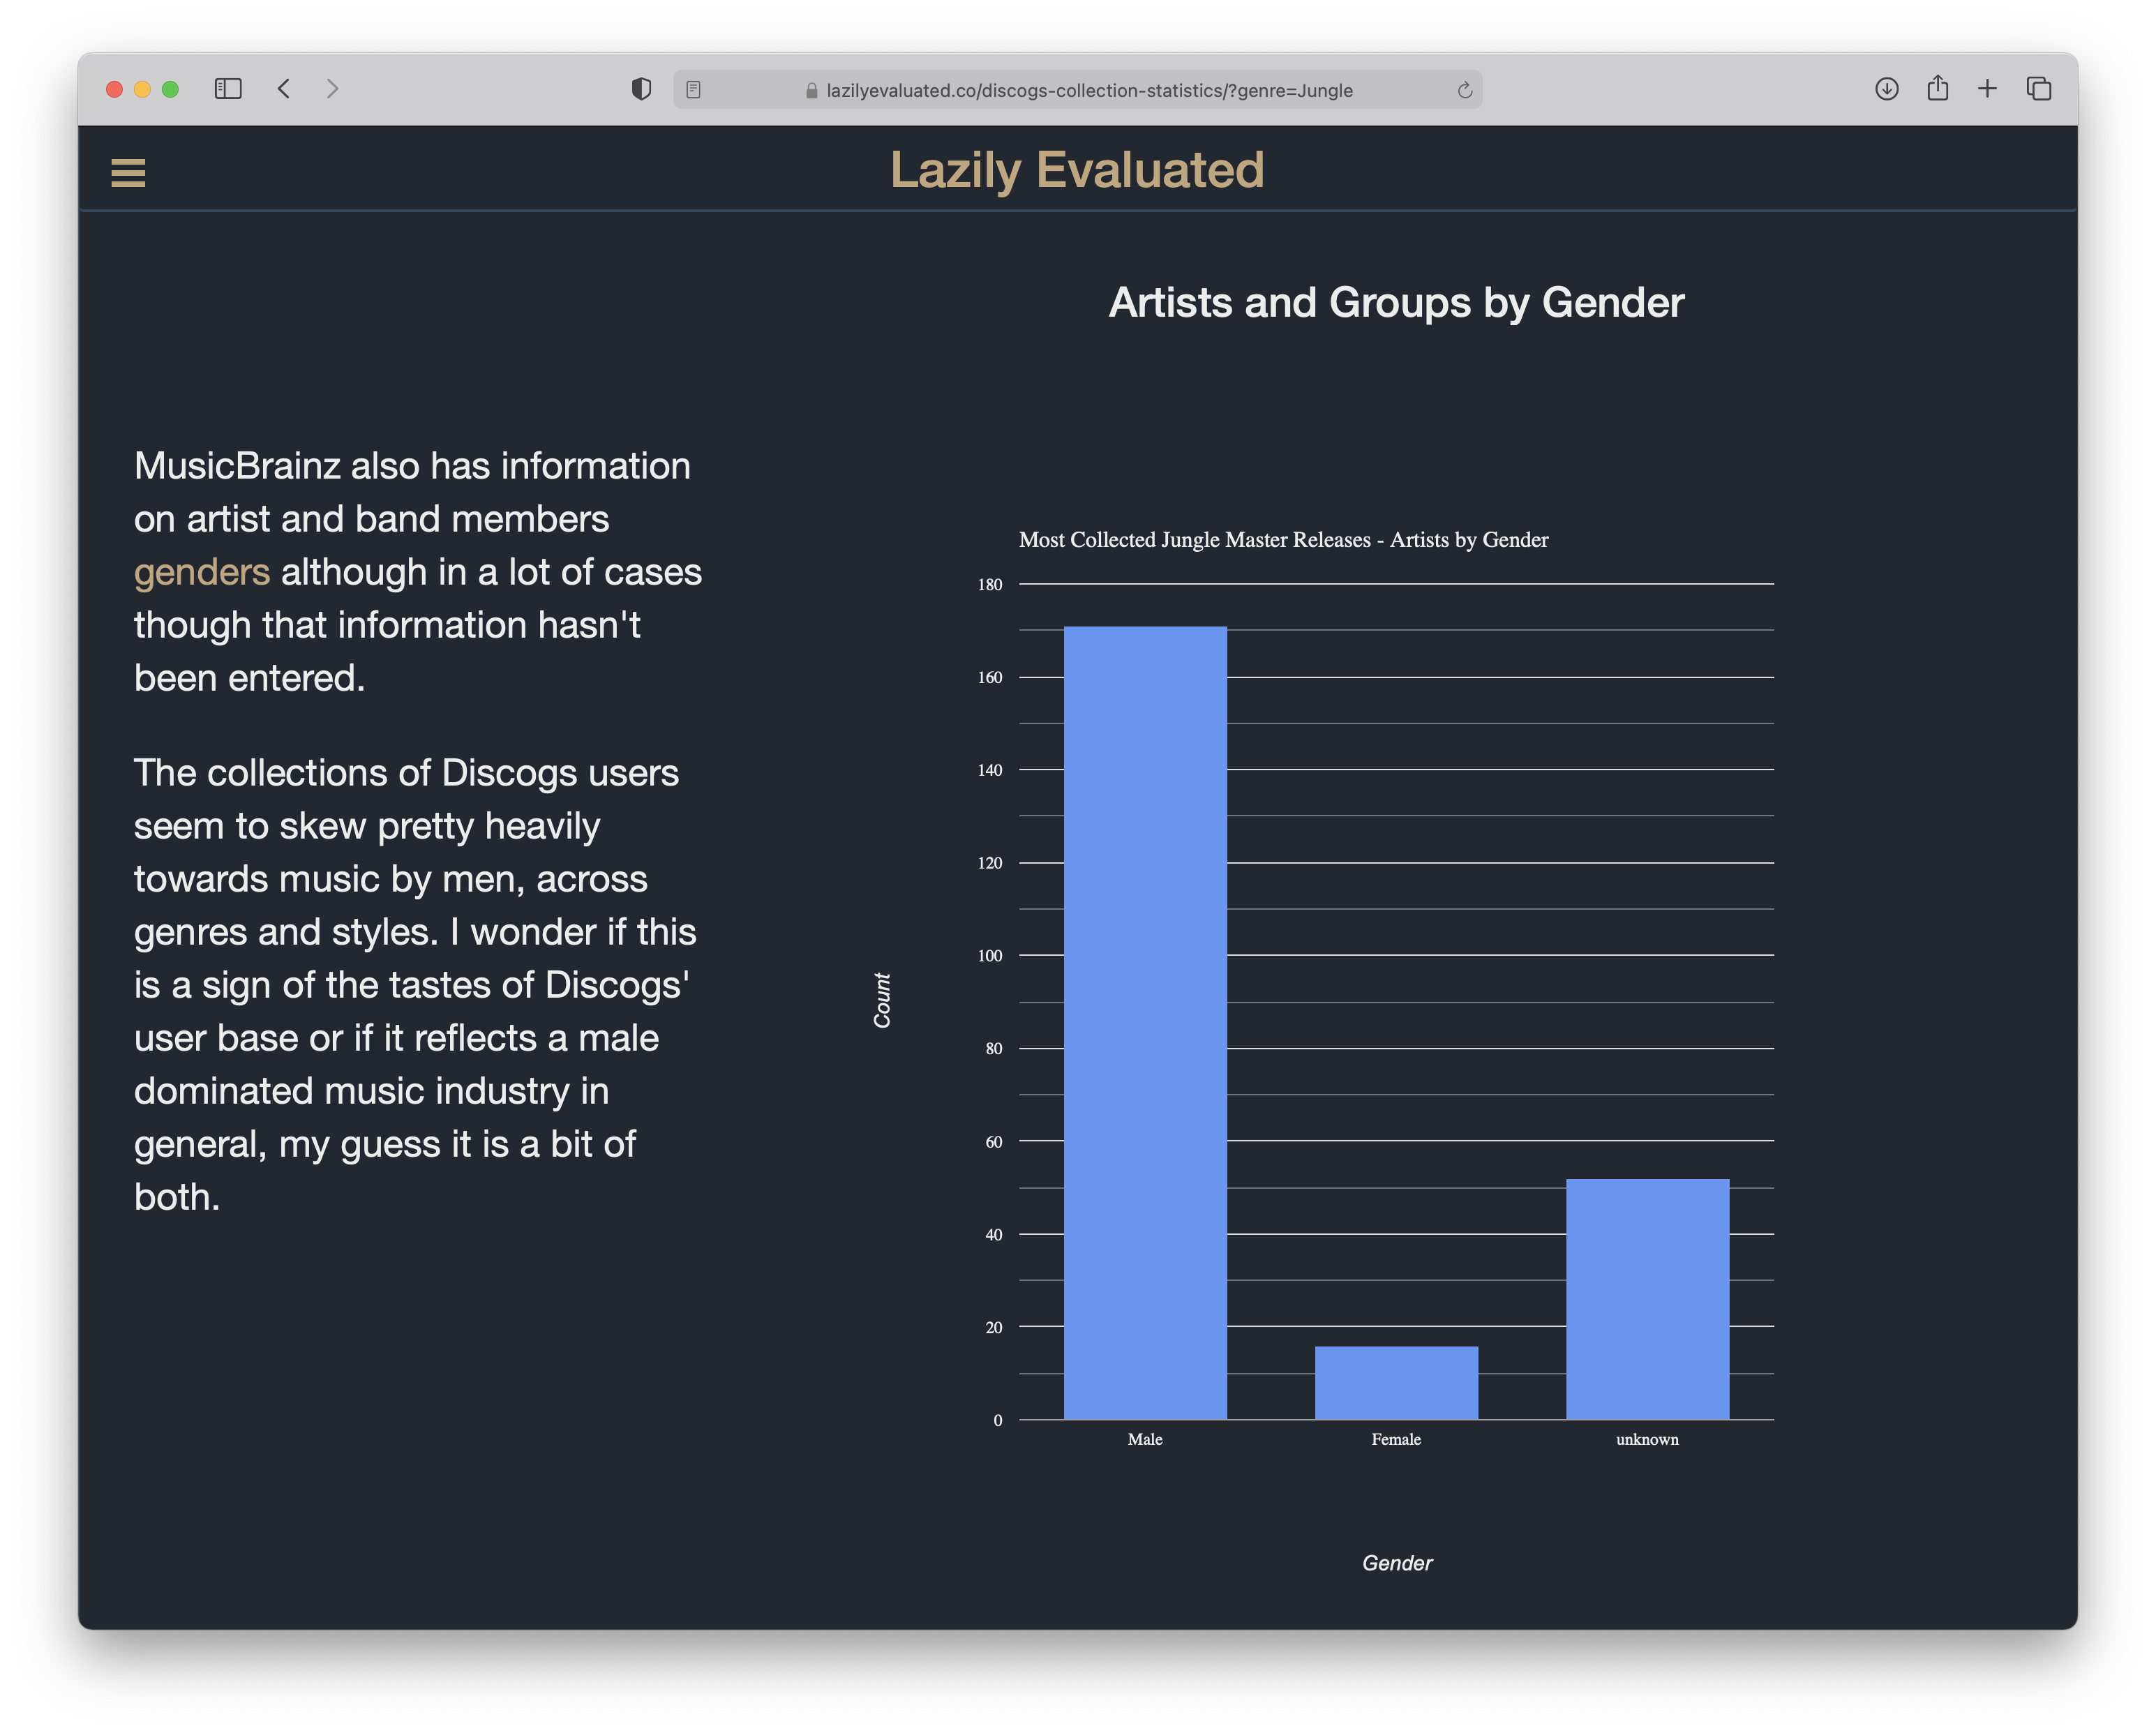 lazilyevaluated.co/discogs-collection-statistics/?genre=Jungle
Lazily Evaluated
Artists and Groups by Gender
MusicBrainz also has information
on artist and band members
genders although in a lot of cases
though that information hasn't
been entered.
The collections of Discogs users
seem to skew pretty heavily
towards music by men, across
genres and styles. I wonder if this
is a sign of the tastes of Discogs'
user base or if it reflects a male
dominated music industry in
general, my guess it is a bit of
both.
Most Collected Jungle Master Releases - Artists by Gender
180
160
140
120
100
80
60
40
20
0
Count
Male Female unknown
Gender